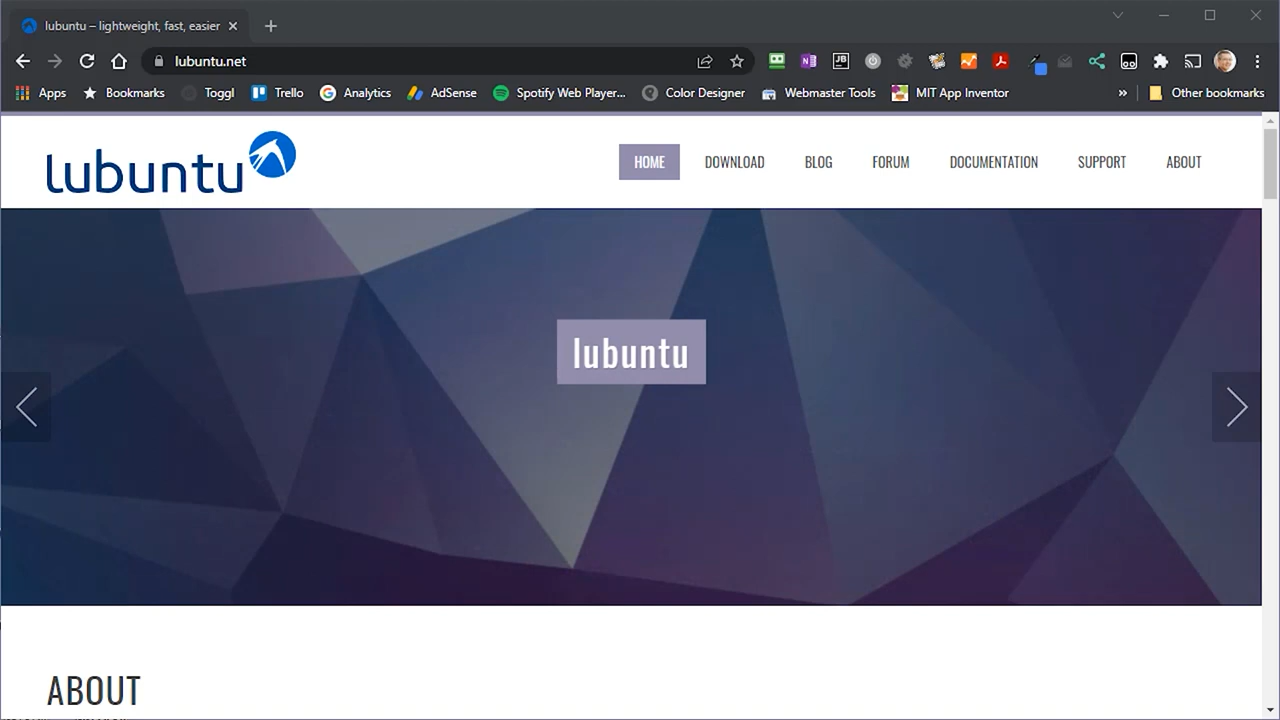 lubuntu – lightweight, fast, easier
lubuntu.net
Apps Bookmarks Toggl Trello Analytics AdSense Spotify Web Player... Color Designer Webmaster Tools MIT App Inventor » Other bookmarks
lubuntu
HOME DOWNLOAD BLOG FORUM DOCUMENTATION SUPPORT ABOUT
lubuntu
ABOUT